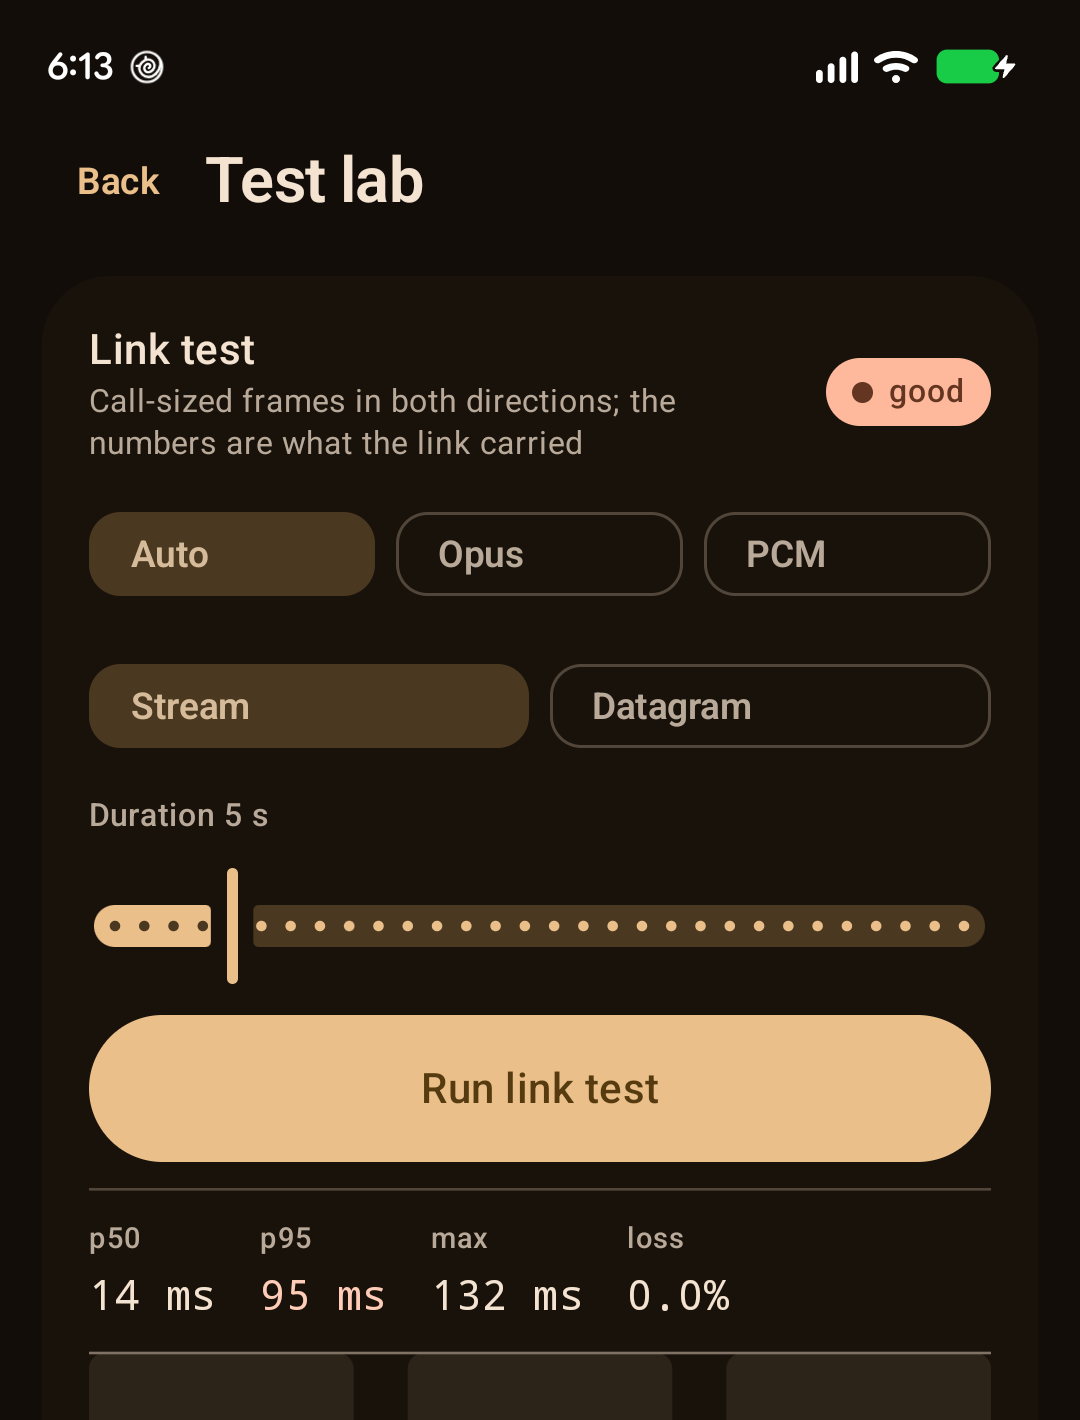 6:13
Back
Test lab
Link test
Call-sized frames in both directions; the
numbers are what the link carried
good
Auto
Opus
PCM
Stream
Datagram
Duration 5 s
Run link test
p50 p95 max loss
14 ms 95 ms 132 ms 0.0%